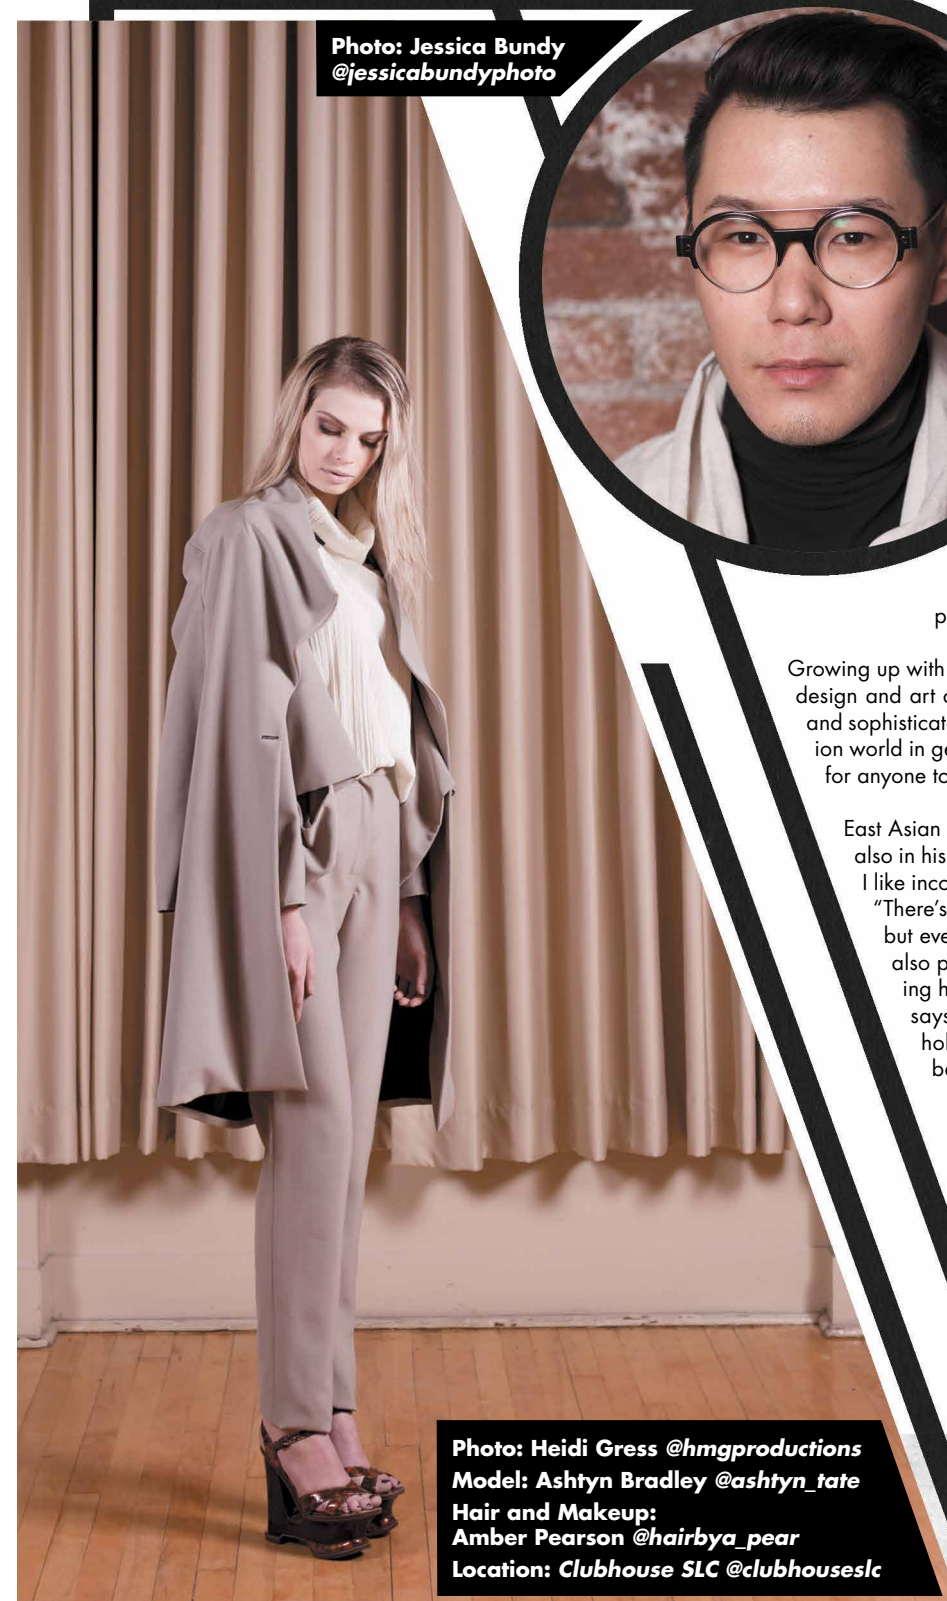 Photo: Jessica Bundy
@jessicabundyphoto
Growing up with
design and art
and sophisticat
ion world in ge
for anyone to
East Asian
also in his
I like inco
“There’s
but eve
also p
ing h
says
hol
be
Photo: Heidi Gress @hmgproductions
Model: Ashtyn Bradley @ashtyn_tate
Hair and Makeup:
Amber Pearson @hairbya_pear
Location: Clubhouse SLC @clubhouseslc